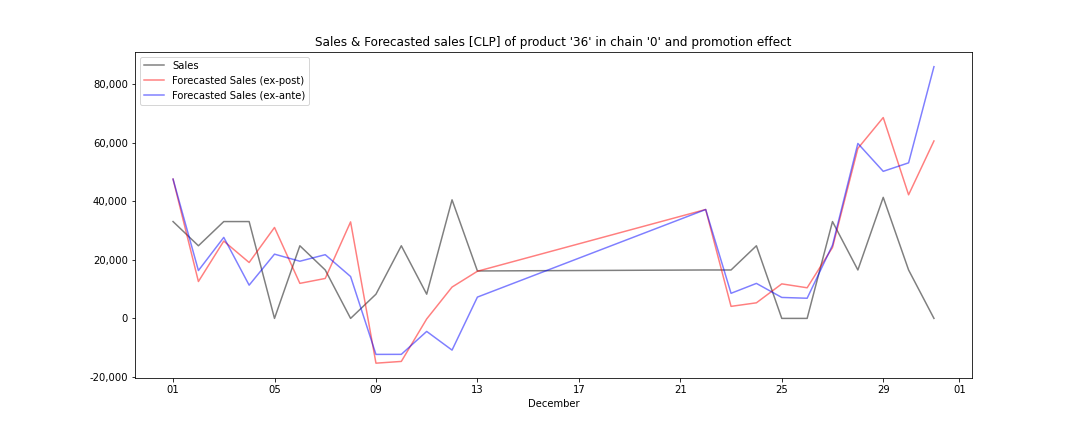 Sales & Forecasted sales [CLP] of product '36' in chain '0' and promotion effect
Sales
Forecasted Sales (ex-post)
Forecasted Sales (ex-ante)
80,000
60,000
40,000
20,000
0
-20,000
01 05 09 13 17 21 25 29 01
December